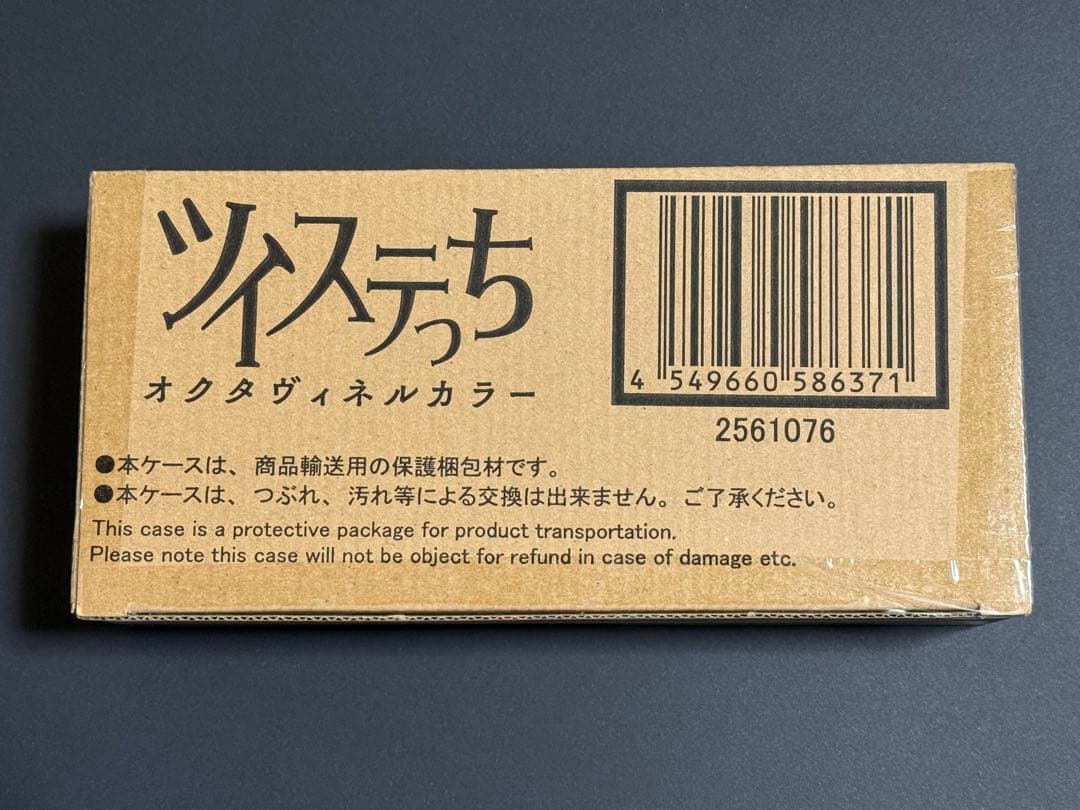 ツイステっち
オクタヴィネルカラー
4 549660 586371
2561076
●本ケースは、商品輸送用の保護梱包材です。
●本ケースは、つぶれ、汚れ等による交換は出来ません。ご了承ください。
This case is a protective package for product transportation.
Please note this case will not be object for refund in case of damage etc.